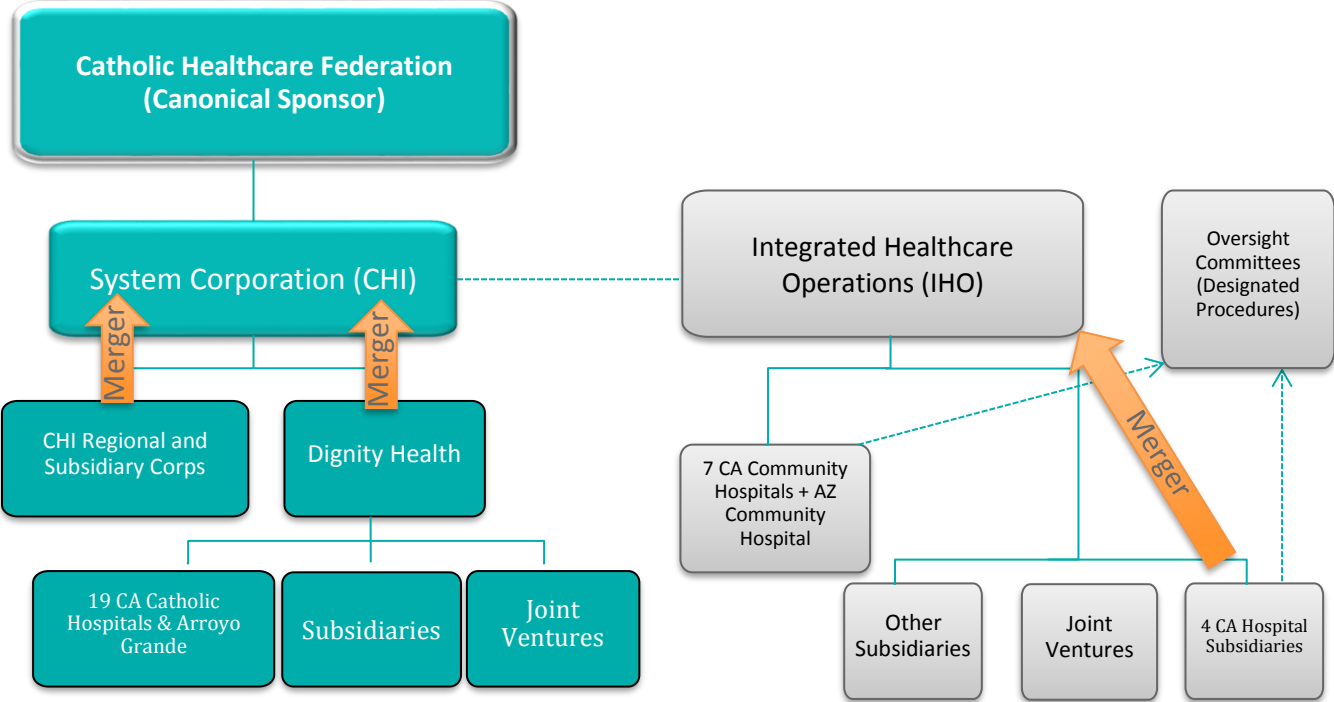 Catholic Healthcare Federation
(Canonical Sponsor)
System Corporation (CHI)
Integrated Healthcare
Operations (IHO)
Oversight
Committees
(Designated
Procedures)
Merger
Merger
Merger
CHI Regional and
Subsidiary Corps
Dignity Health
7 CA Community
Hospitals + AZ
Community
Hospital
19 CA Catholic
Hospitals & Arroyo
Grande
Subsidiaries
Joint
Ventures
Other
Subsidiaries
Joint
Ventures
4 CA Hospital
Subsidiaries